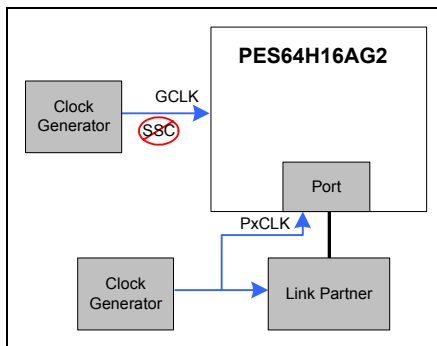 PES64H16AG2
Clock
Generator
GCLK
SSC
Port
PxCLK
Clock
Generator
Link Partner